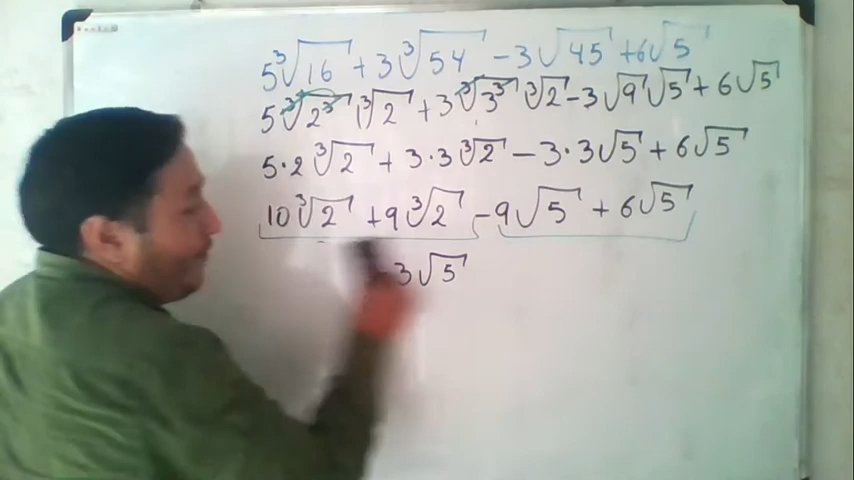 5∛16 + 3∛54 - 3√45 + 6√5
5∛2³ ∛2 + 3∛3³ ∛2 - 3√9 √5 + 6√5
5·2∛2 + 3·3∛2 - 3·3√5 + 6√5
10∛2 + 9∛2 - 9√5 + 6√5
3√5